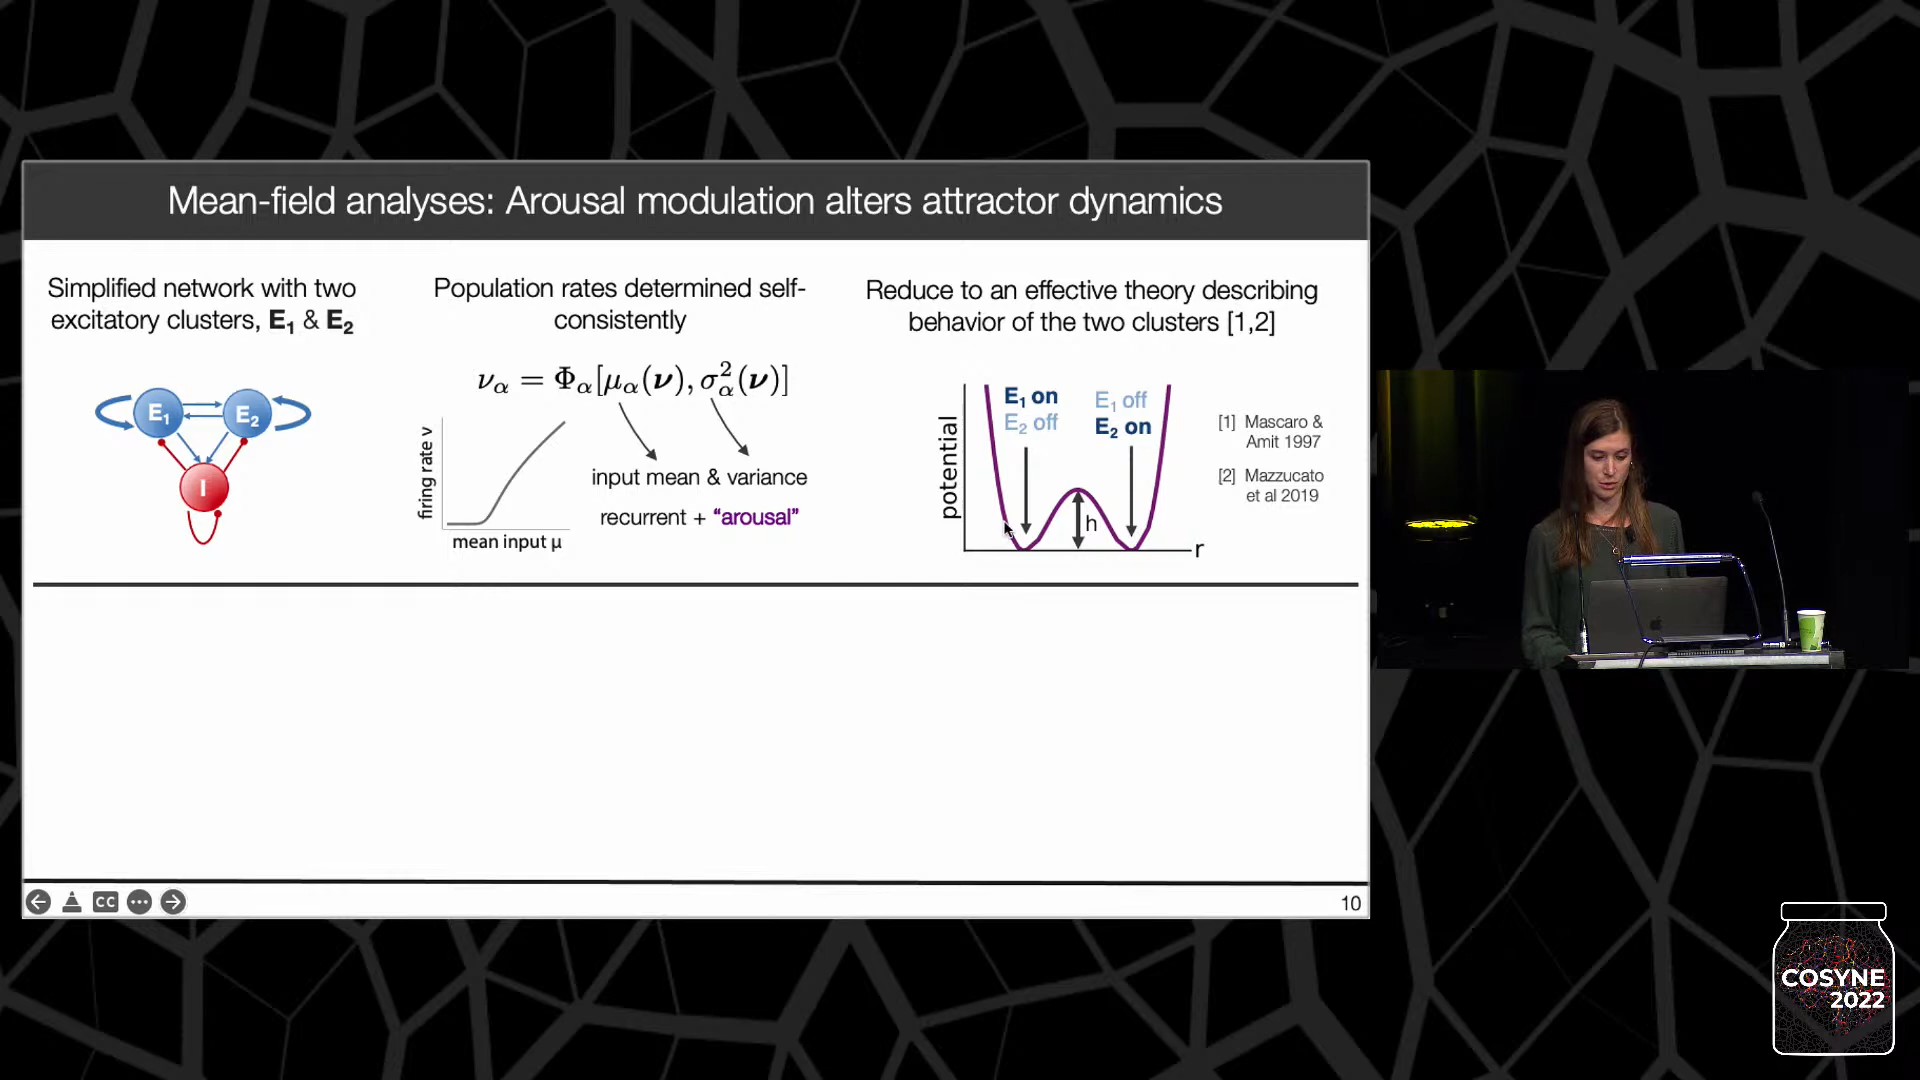 Mean-field analyses: Arousal modulation alters attractor dynamics
Simplified network with two
excitatory clusters, E₁ & E₂
E₁
E₂
I
Population rates determined self-
consistently
να = Φα[μα(ν), σ²α(ν)]
firing rate ν
mean input μ
input mean & variance
recurrent + “arousal”
Reduce to an effective theory describing
behavior of the two clusters [1,2]
potential
E₁ on
E₂ off
E₁ off
E₂ on
h
r
[1] Mascaro &
Amit 1997
[2] Mazzucato
et al 2019
CC
10
COSYNE
2022